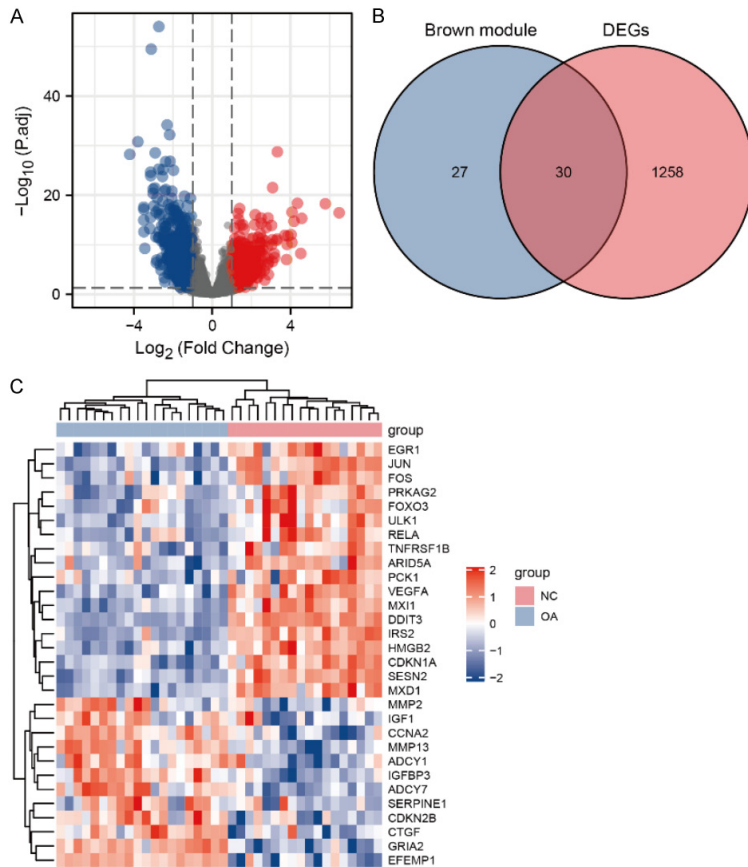 A
−Log10 (P.adj)
60
40
20
0
−4
0
4
Log2 (Fold Change)
B
Brown module
DEGs
27
30
1258
C
group
EGR1
JUN
FOS
PRKAG2
FOXO3
ULK1
RELA
TNFRSF1B
ARID5A
PCK1
VEGFA
MXI1
DDIT3
IRS2
HMGB2
CDKN1A
SESN2
MXD1
MMP2
IGF1
CCNA2
MMP13
ADCY1
IGFBP3
ADCY7
SERPINE1
CDKN2B
CTGF
GRIA2
EFEMP1
2
1
0
−1
−2
group
NC
OA